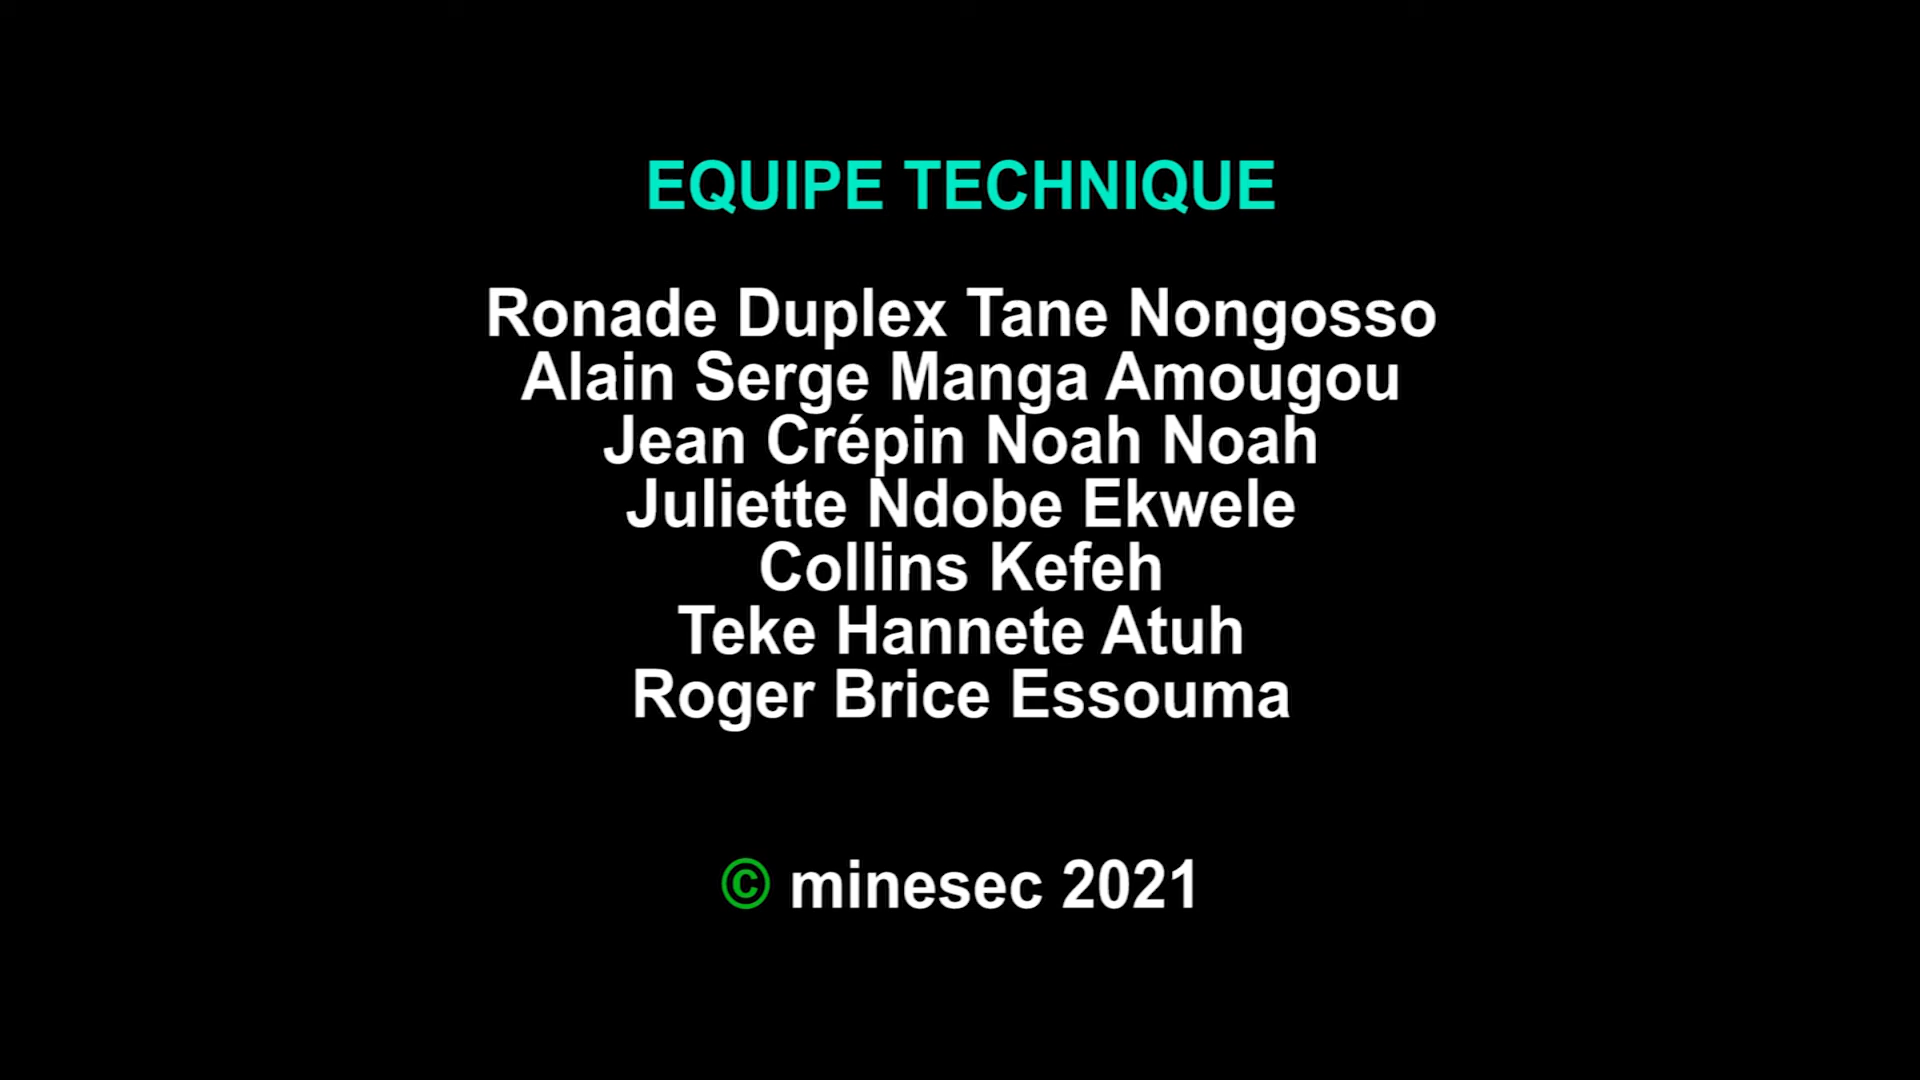 EQUIPE TECHNIQUE
Ronade Duplex Tane Nongosso
Alain Serge Manga Amougou
Jean Crépin Noah Noah
Juliette Ndobe Ekwele
Collins Kefeh
Teke Hannete Atuh
Roger Brice Essouma
© minesec 2021